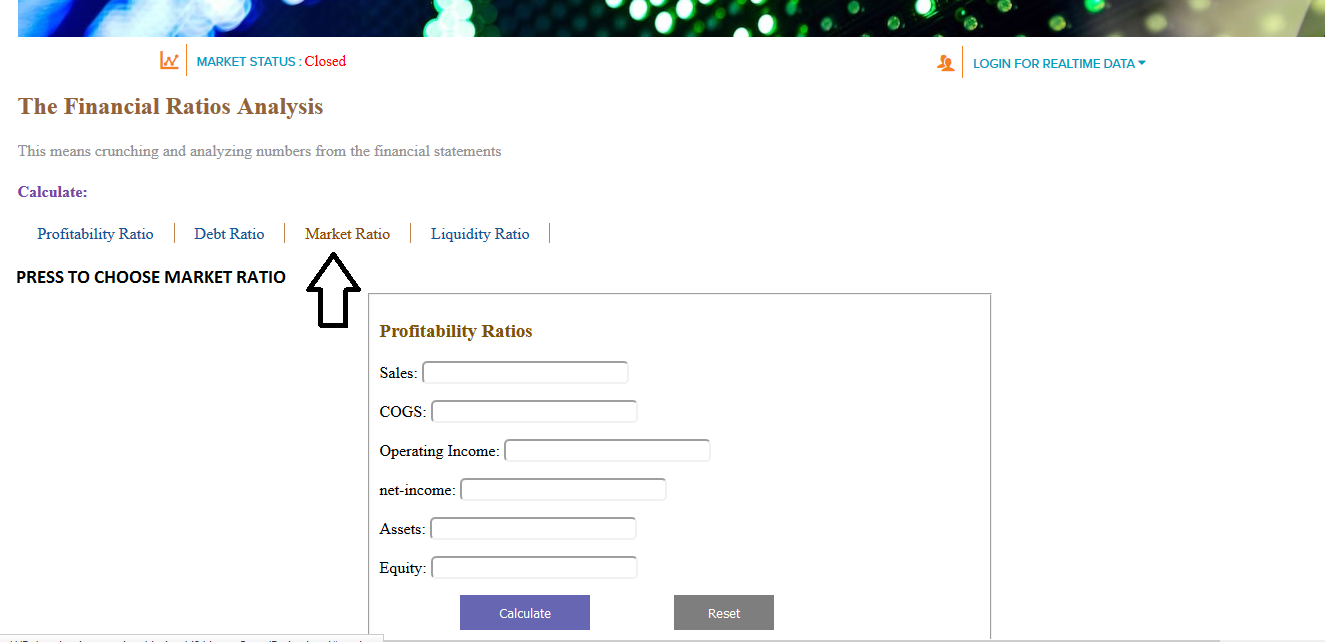 MARKET STATUS : Closed
LOGIN FOR REALTIME DATA
The Financial Ratios Analysis
This means crunching and analyzing numbers from the financial statements
Calculate:
Profitability Ratio Debt Ratio Market Ratio Liquidity Ratio
PRESS TO CHOOSE MARKET RATIO
Profitability Ratios
Sales:
COGS:
Operating Income:
net-income:
Assets:
Equity:
Calculate Reset